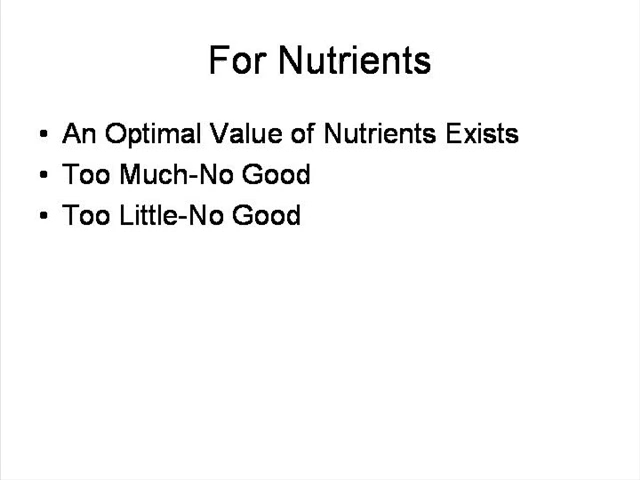 For Nutrients
• An Optimal Value of Nutrients Exists
• Too Much-No Good
• Too Little-No Good